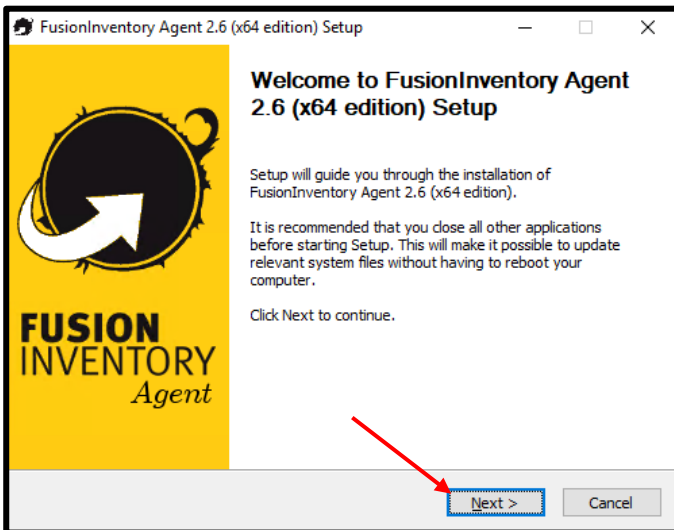 FusionInventory Agent 2.6 (x64 edition) Setup
Welcome to FusionInventory Agent
2.6 (x64 edition) Setup
Setup will guide you through the installation of
FusionInventory Agent 2.6 (x64 edition).
It is recommended that you close all other applications
before starting Setup. This will make it possible to update
relevant system files without having to reboot your
computer.
Click Next to continue.
FUSION
INVENTORY
Agent
Next >
Cancel